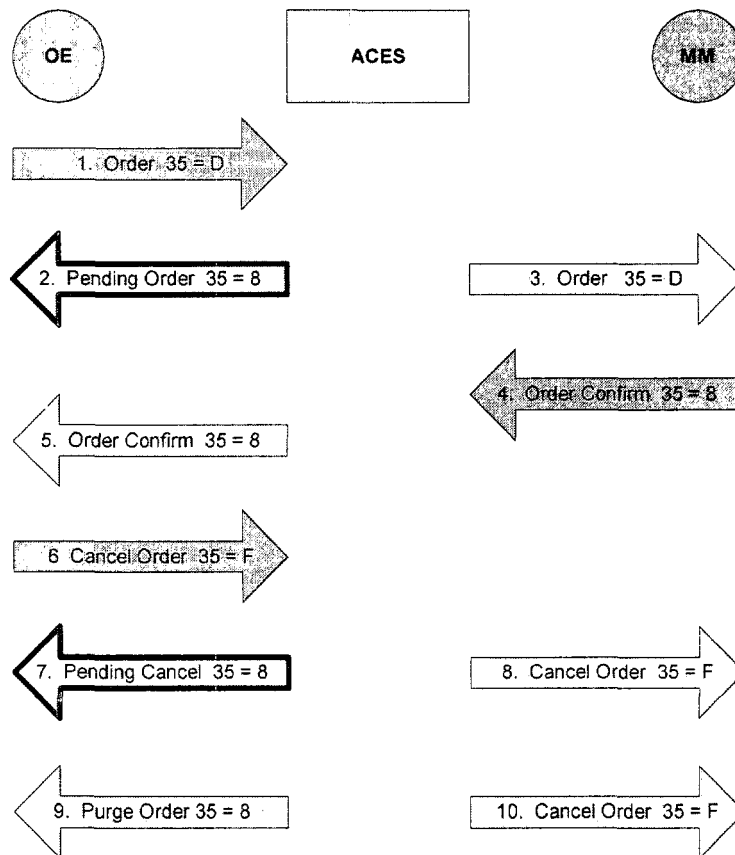 OE ACES MM
1. Order 35 = D
2. Pending Order 35 = 8 3. Order 35 = D
4. Order Confirm 35 = 8
5. Order Confirm 35 = 8
6 Cancel Order 35 = F
7. Pending Cancel 35 = 8 8. Cancel Order 35 = F
9. Purge Order 35 = 8 10. Cancel Order 35 = F